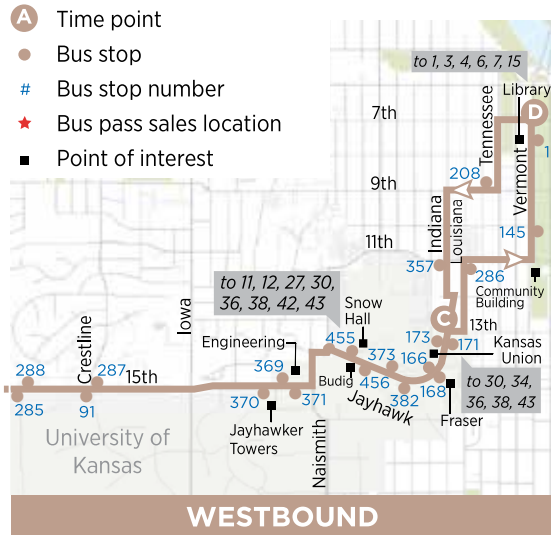 A Time point
Bus stop
# Bus stop number
Bus pass sales location
Point of interest
to 1, 3, 4, 6, 7, 15
Library
7th
Tennessee
D
Vermont
1
208
9th
Indiana
Louisiana
145
11th
357
286
Community
Building
to 11, 12, 27, 30,
36, 38, 42, 43
Snow
Hall
C
13th
Iowa
Engineering
455
173
171
Kansas
Union
373
166
Crestline
288
287
15th
369
Budig
456
168
to 30, 34,
36, 38, 43
285
91
370
371
382
Jayhawk
Fraser
University of
Kansas
Jayhawker
Towers
Naismith
WESTBOUND